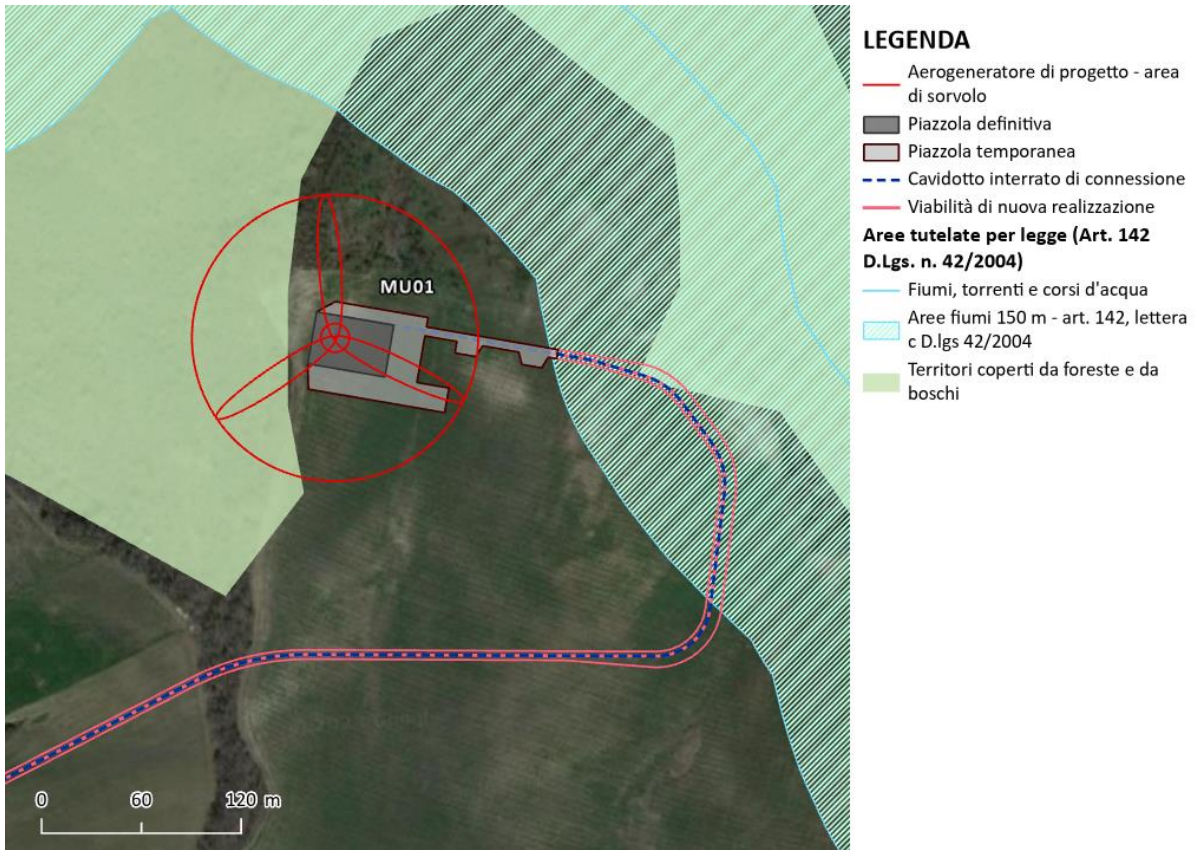 MU01
0 60 120 m
LEGENDA
Aerogeneratore di progetto - area
di sorvolo
Piazzola definitiva
Piazzola temporanea
Cavidotto interrato di connessione
Viabilità di nuova realizzazione
Aree tutelate per legge (Art. 142
D.Lgs. n. 42/2004)
Fiumi, torrenti e corsi d'acqua
Aree fiumi 150 m - art. 142, lettera
c D.lgs 42/2004
Territori coperti da foreste e da
boschi